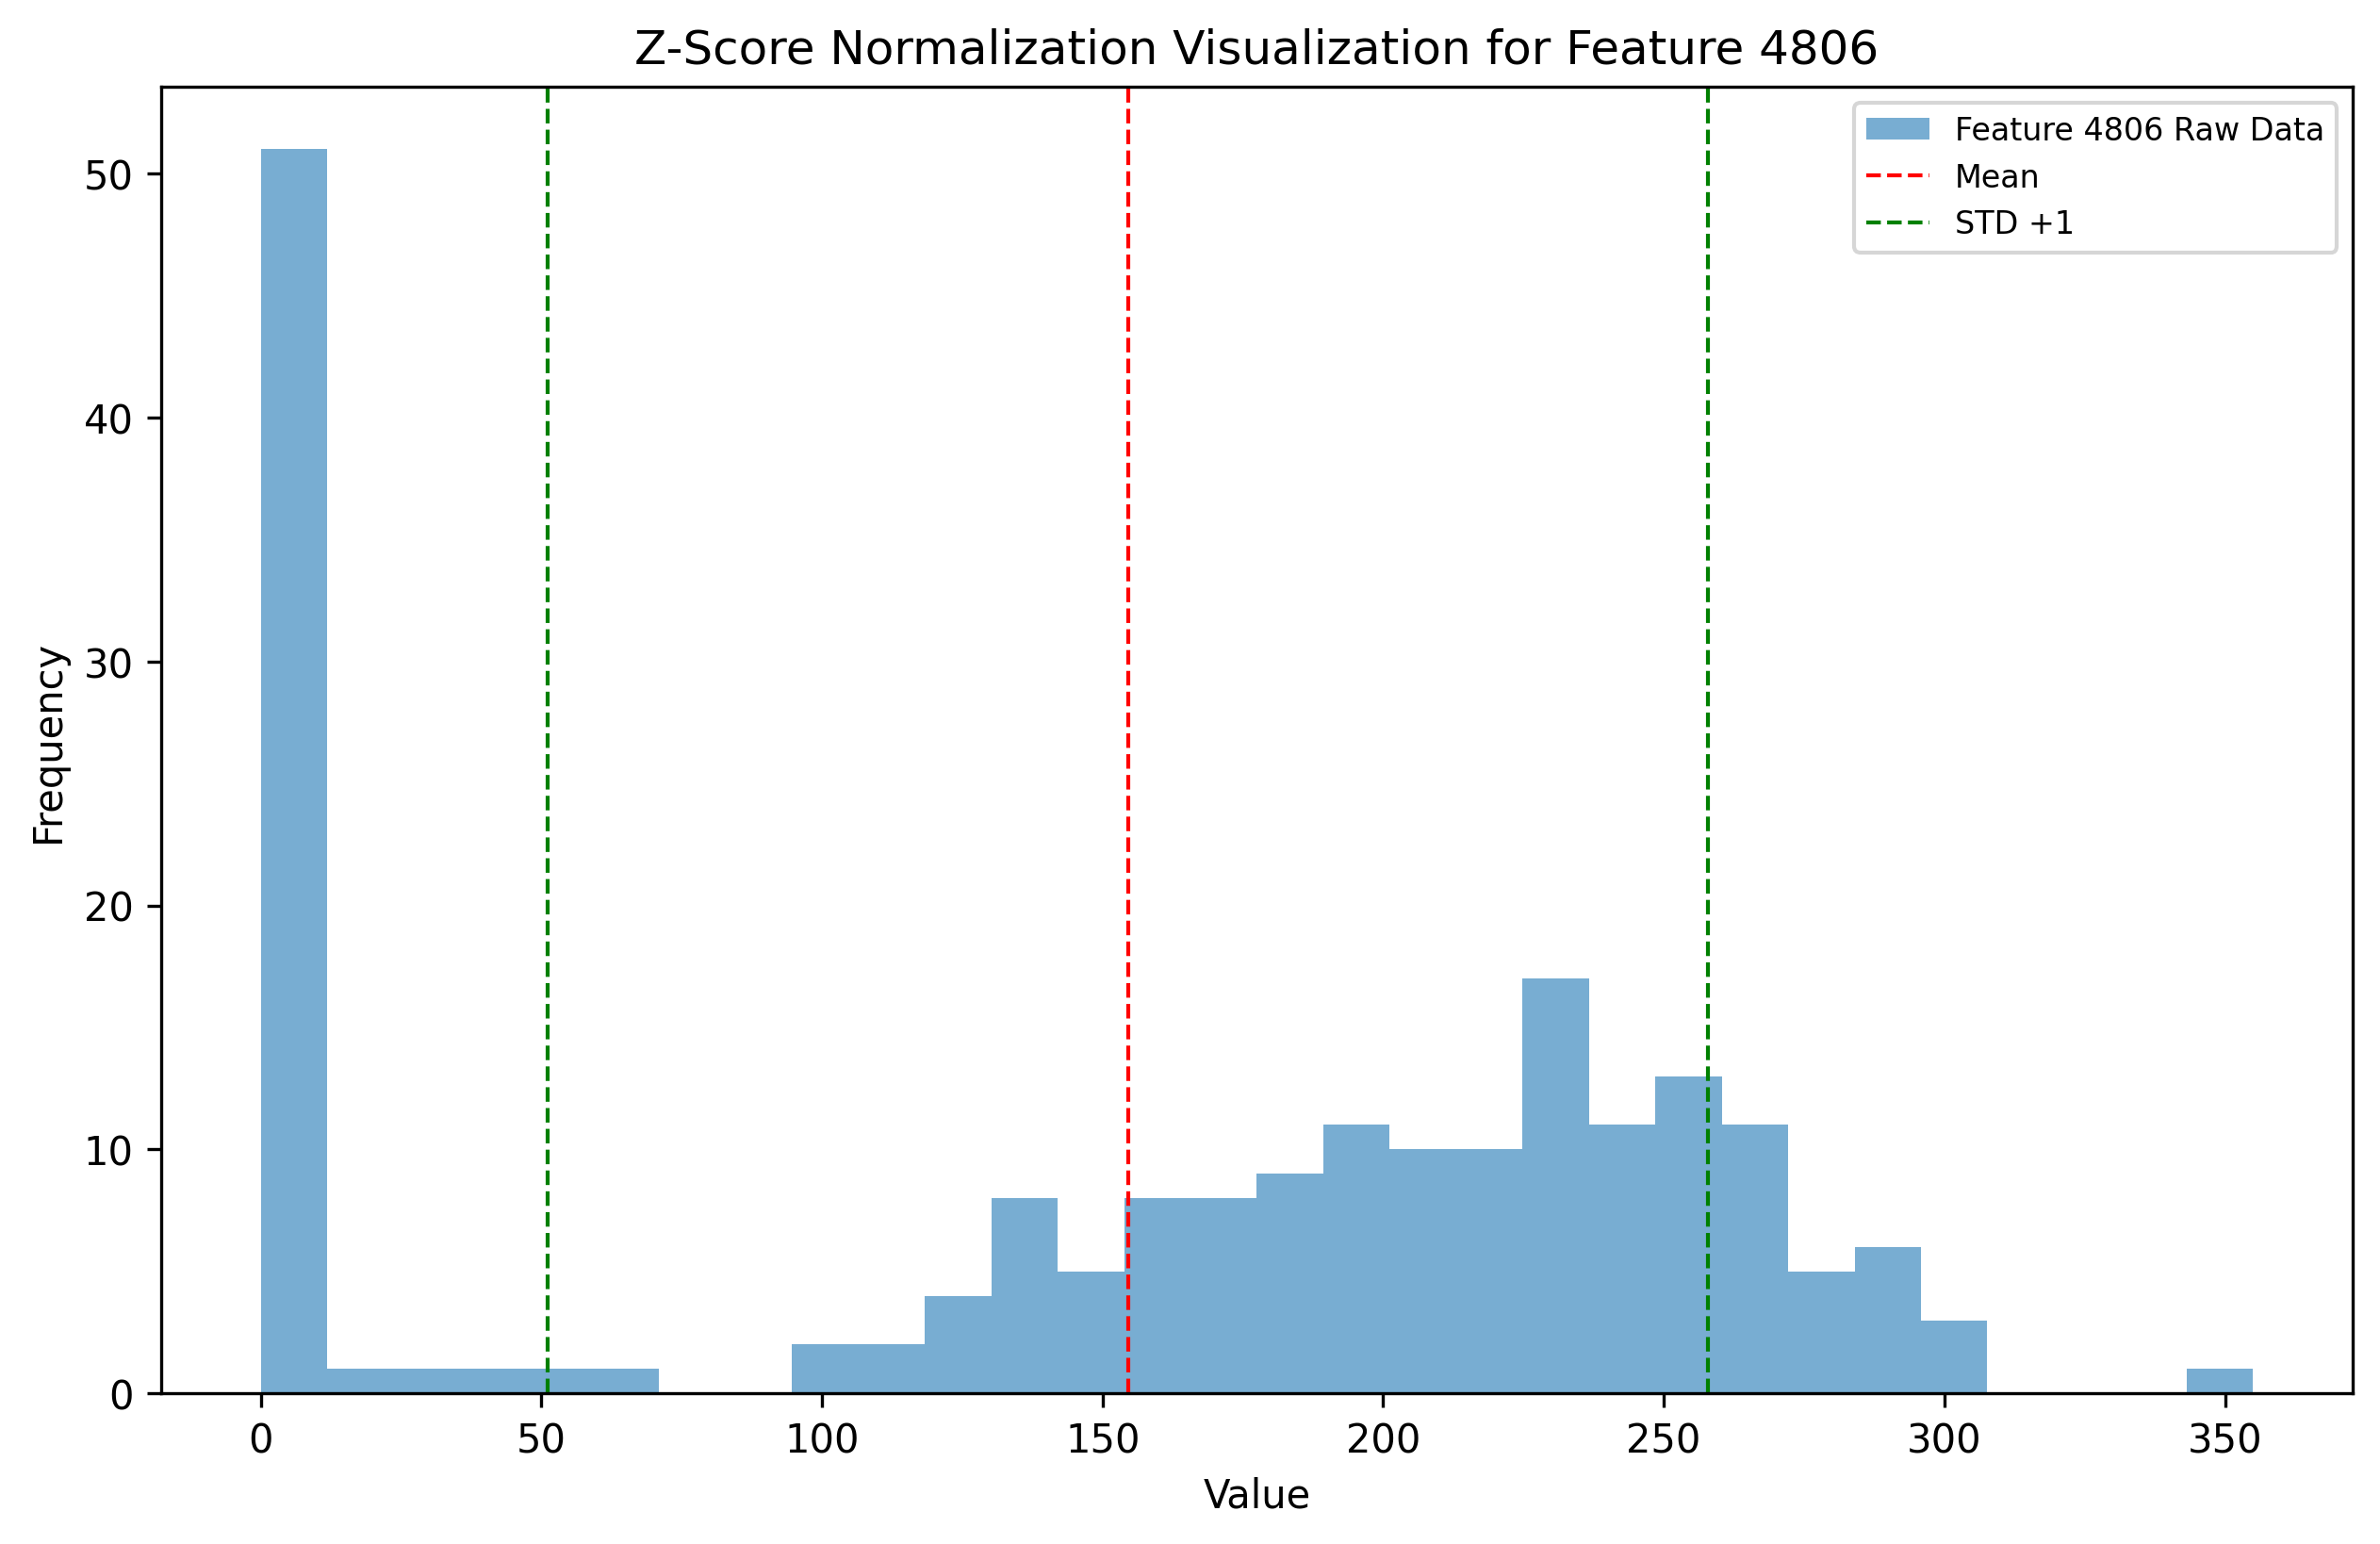 Z-Score Normalization Visualization for Feature 4806
Feature 4806 Raw Data
Mean
STD +1
Frequency
50
40
30
20
10
0
0 50 100 150 200 250 300 350
Value